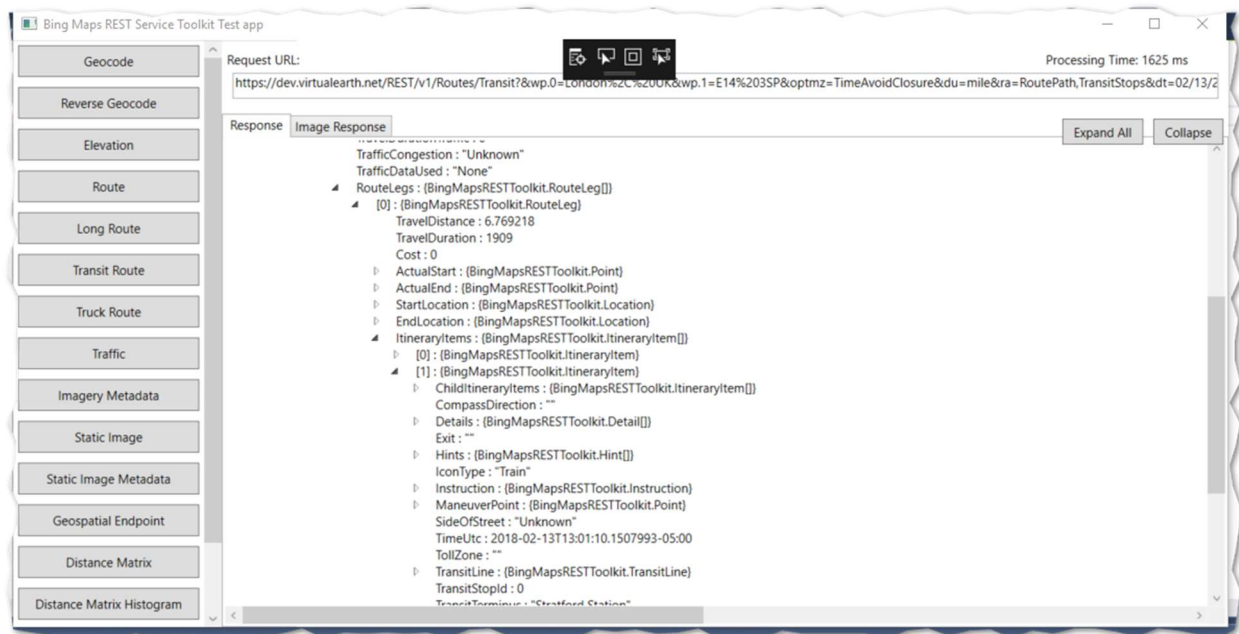 Bing Maps REST Service Toolkit Test app
Geocode
Reverse Geocode
Elevation
Route
Long Route
Transit Route
Truck Route
Traffic
Imagery Metadata
Static Image
Static Image Metadata
Geospatial Endpoint
Distance Matrix
Distance Matrix Histogram
Request URL:
Processing Time: 1625 ms
https://dev.virtualearth.net/REST/v1/Routes/Transit?&wp.0=London%2C%20UK&wp.1=E14%203SP&optmz=TimeAvoidClosure&du=mile&ra=RoutePath,TransitStops&dt=02/13/2
Response Image Response
Expand All Collapse
TrafficCongestion : "Unknown"
TrafficDataUsed : "None"
RouteLegs : {BingMapsRESTToolkit.RouteLeg[]}
[0] : {BingMapsRESTToolkit.RouteLeg}
TravelDistance : 6.769218
TravelDuration : 1909
Cost : 0
ActualStart : {BingMapsRESTToolkit.Point}
ActualEnd : {BingMapsRESTToolkit.Point}
StartLocation : {BingMapsRESTToolkit.Location}
EndLocation : {BingMapsRESTToolkit.Location}
ItineraryItems : {BingMapsRESTToolkit.ItineraryItem[]}
[0] : {BingMapsRESTToolkit.ItineraryItem}
[1] : {BingMapsRESTToolkit.ItineraryItem}
ChildItineraryItems : {BingMapsRESTToolkit.ItineraryItem[]}
CompassDirection : ""
Details : {BingMapsRESTToolkit.Detail[]}
Exit : ""
Hints : {BingMapsRESTToolkit.Hint[]}
IconType : "Train"
Instruction : {BingMapsRESTToolkit.Instruction}
ManeuverPoint : {BingMapsRESTToolkit.Point}
SideOfStreet : "Unknown"
TimeUtc : 2018-02-13T13:01:10.1507993-05:00
TollZone : ""
TransitLine : {BingMapsRESTToolkit.TransitLine}
TransitStopId : 0
TransitTerminus : "Stratford Station"